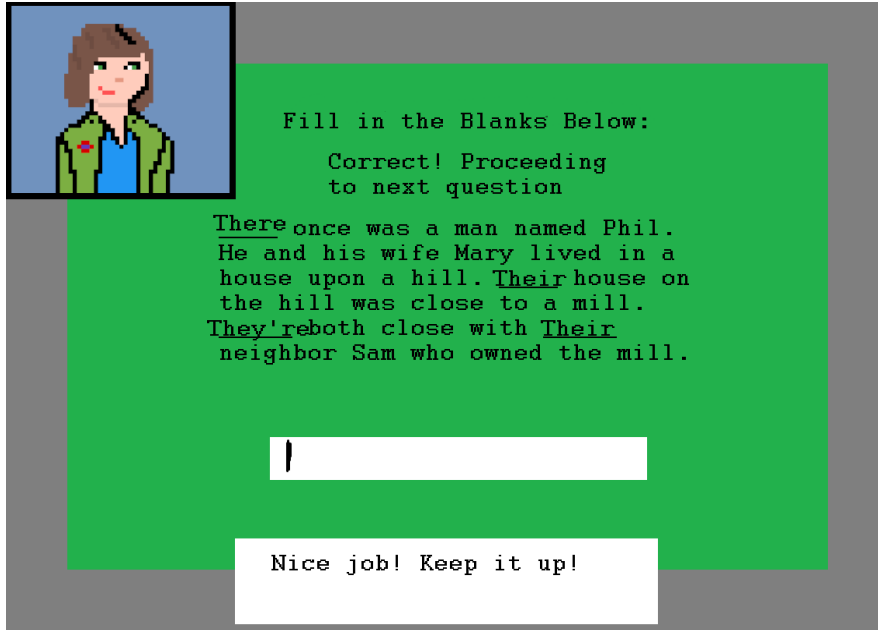 Fill in the Blanks Below:
Correct! Proceeding
to next question
There once was a man named Phil.
He and his wife Mary lived in a
house upon a hill. Their house on
the hill was close to a mill.
They're both close with Their
neighbor Sam who owned the mill.
Nice job! Keep it up!